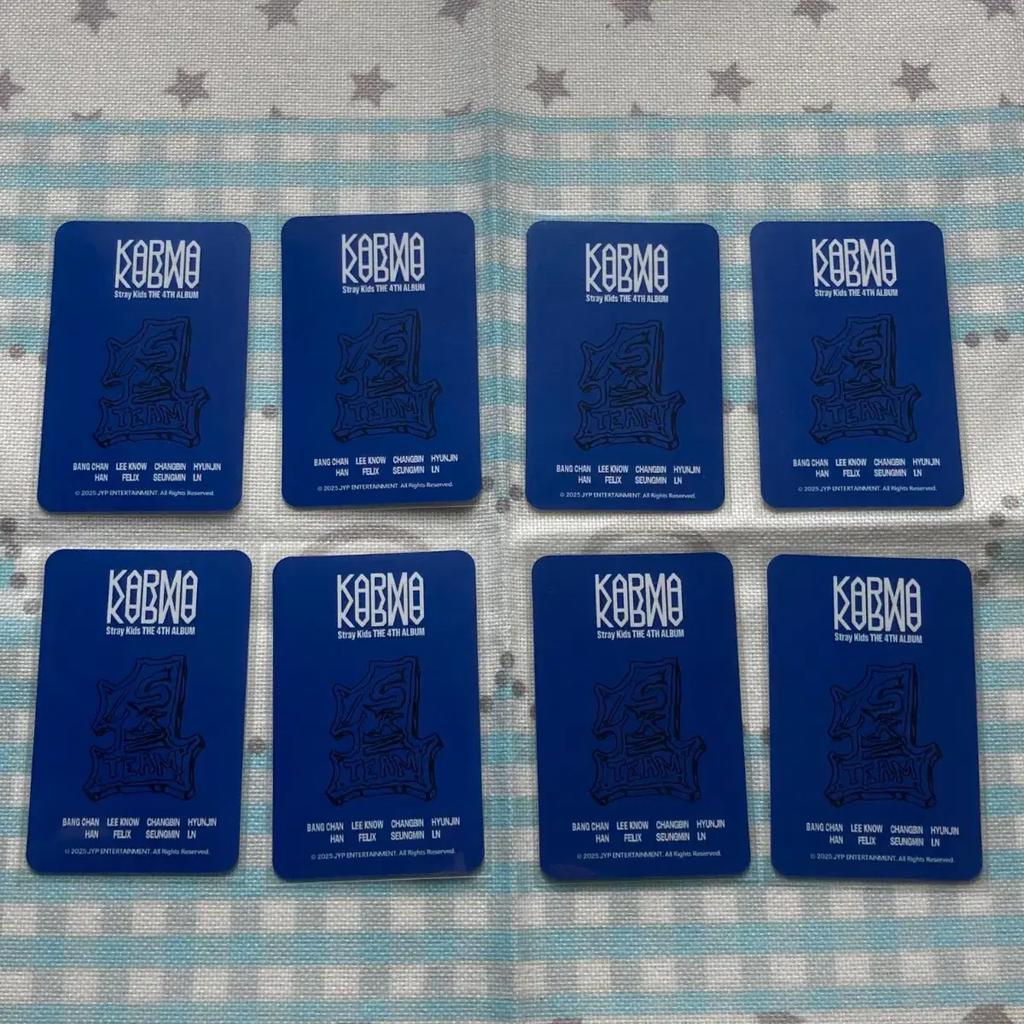 KARMA
Stray Kids THE 4TH ALBUM
TEAM
BANG CHAN LEE KNOW CHANGBIN HYUNJIN
HAN FELIX SEUNGMIN I.N
© 2025 JYP ENTERTAINMENT. All Rights Reserved.
KARMA
Stray Kids THE 4TH ALBUM
TEAM
BANG CHAN LEE KNOW CHANGBIN HYUNJIN
HAN FELIX SEUNGMIN I.N
© 2025 JYP ENTERTAINMENT. All Rights Reserved.
KARMA
Stray Kids THE 4TH ALBUM
TEAM
BANG CHAN LEE KNOW CHANGBIN HYUNJIN
HAN FELIX SEUNGMIN I.N
© 2025 JYP ENTERTAINMENT. All Rights Reserved.
KARMA
Stray Kids THE 4TH ALBUM
TEAM
BANG CHAN LEE KNOW CHANGBIN HYUNJIN
HAN FELIX SEUNGMIN I.N
© 2025 JYP ENTERTAINMENT. All Rights Reserved.
KARMA
Stray Kids THE 4TH ALBUM
TEAM
BANG CHAN LEE KNOW CHANGBIN HYUNJIN
HAN FELIX SEUNGMIN I.N
© 2025 JYP ENTERTAINMENT. All Rights Reserved.
KARMA
Stray Kids THE 4TH ALBUM
TEAM
BANG CHAN LEE KNOW CHANGBIN HYUNJIN
HAN FELIX SEUNGMIN I.N
© 2025 JYP ENTERTAINMENT. All Rights Reserved.
KARMA
Stray Kids THE 4TH ALBUM
TEAM
BANG CHAN LEE KNOW CHANGBIN HYUNJIN
HAN FELIX SEUNGMIN I.N
© 2025 JYP ENTERTAINMENT. All Rights Reserved.
KARMA
Stray Kids THE 4TH ALBUM
TEAM
BANG CHAN LEE KNOW CHANGBIN HYUNJIN
HAN FELIX SEUNGMIN I.N
© 2025 JYP ENTERTAINMENT. All Rights Reserved.